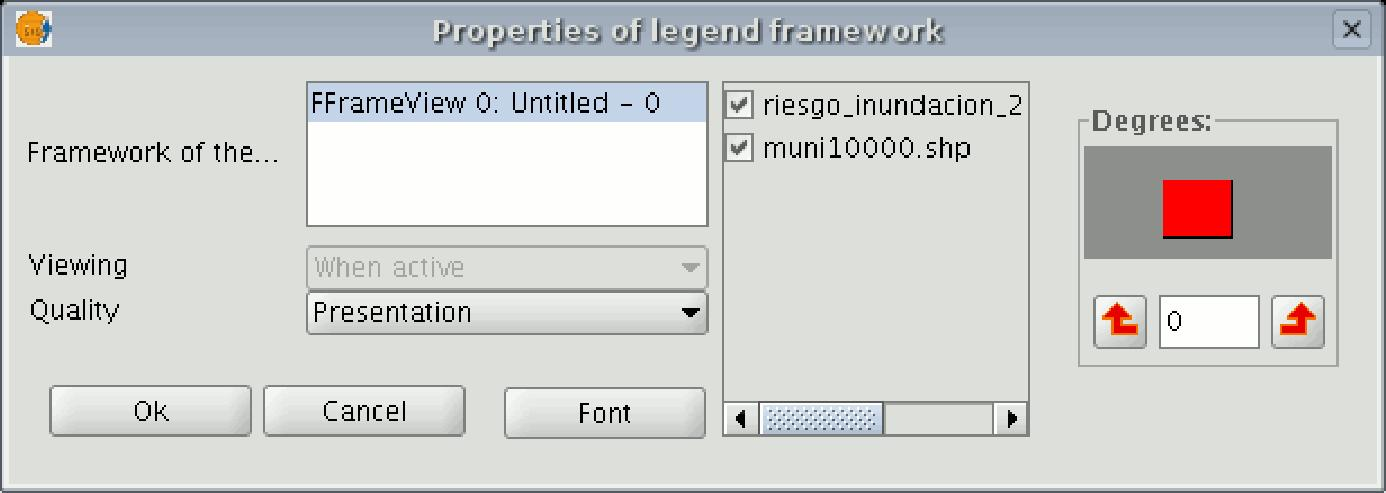 Properties of legend framework
FFrameView 0: Untitled - 0
Framework of the...
riesgo_inundacion_2
muni10000.shp
Degrees:
Viewing
When active
Quality
Presentation
0
Ok
Cancel
Font